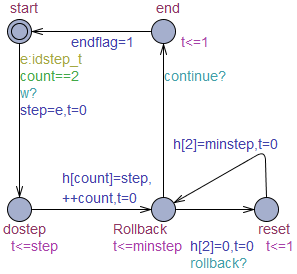 start
end
endflag=1
t<=1
e:idstep_t
count==2
w?
step=e,t=0
continue?
h[2]=minstep,t=0
h[count]=step,
++count,t=0
dostep
t<=step
Rollback
t<=minstep
h[2]=0,t=0
rollback?
reset
t<=1